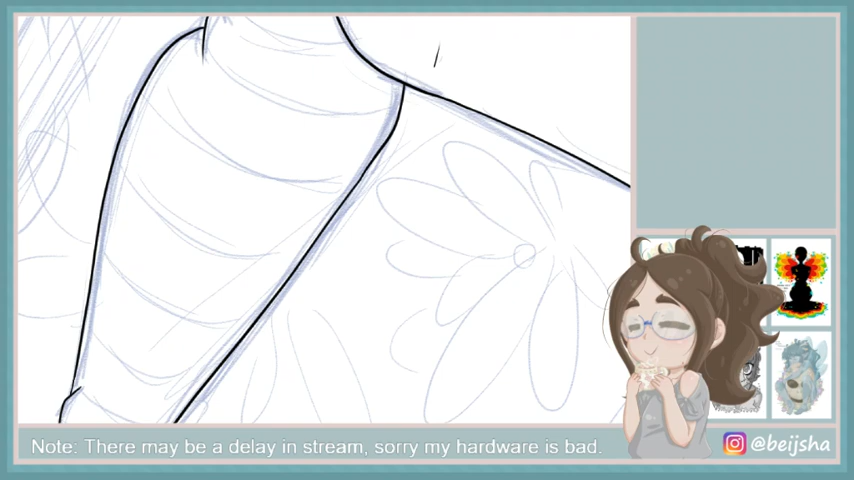 Note: There may be a delay in stream, sorry my hardware is bad.
@beijsha